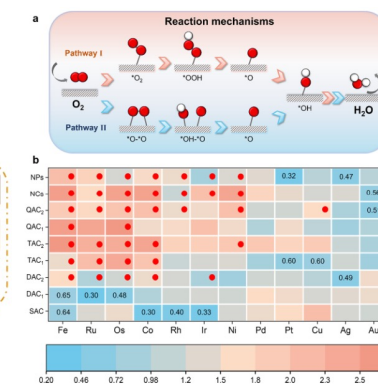 a
Reaction mechanisms
Pathway I
*O₂
*OOH
*O
O₂
*OH
H₂O
Pathway II
*O-*O
*OH-*O
*O
b
NPs 0.32 0.47
NCs
QAC₂
QAC₁
TAC₂
TAC₁ 0.60 0.60
DAC₂ 0.49
DAC₁ 0.65 0.30 0.48
SAC 0.64 0.30 0.40 0.33
Fe Ru Os Co Rh Ir Ni Pd Pt Cu Ag Au
0.20 0.46 0.72 0.98 1.2 1.5 1.8 2.0 2.3 2.5